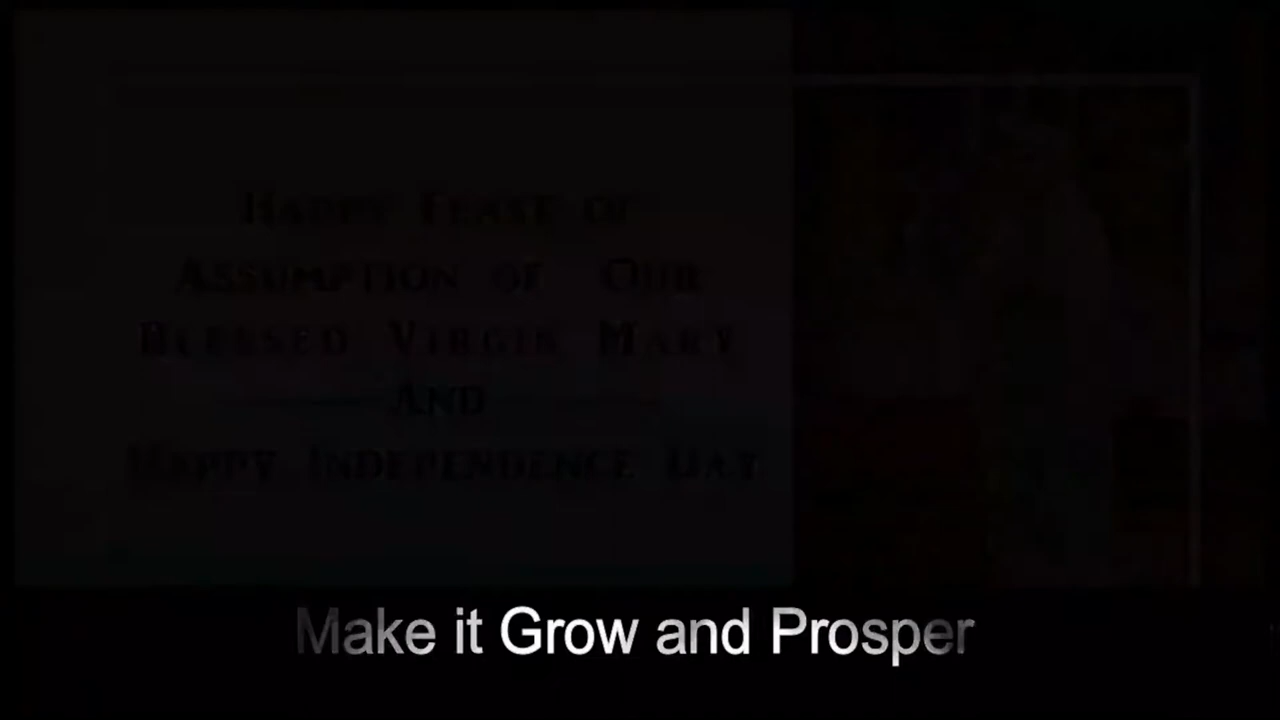 Happy Feast of
Assumption of Our
Blessed Virgin Mary
And
Happy Independence Day
Make it Grow and Prosper